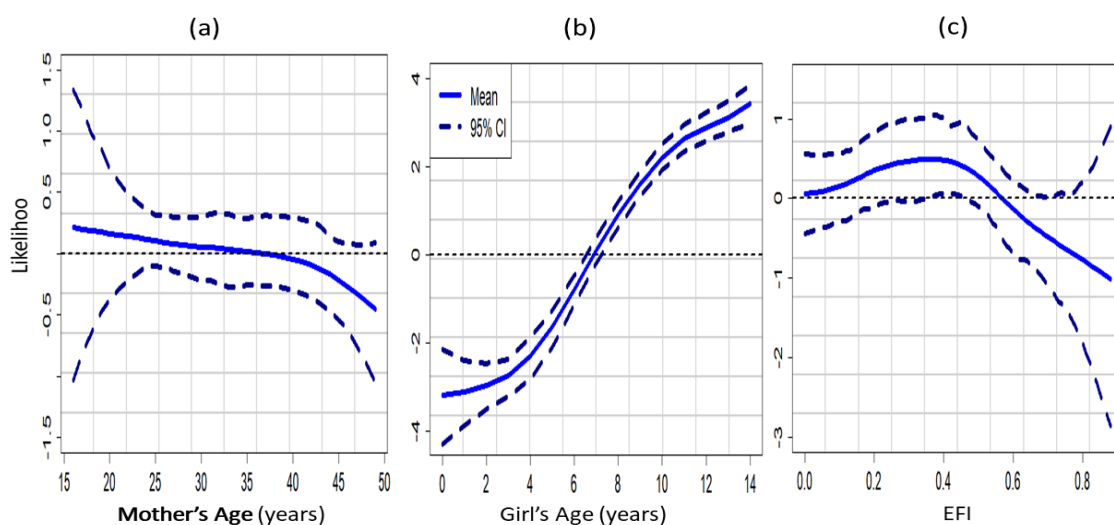 (a)
(b)
(c)
Likelihoo
1.5
1.0
0.5
-0.5
-1.5
15 20 25 30 35 40 45 50
Mother's Age (years)
Mean
95% CI
4
2
0
-2
-4
0 2 4 6 8 10 12 14
Girl's Age (years)
1
0
-1
-2
-3
0.0 0.2 0.4 0.6 0.8
EFI